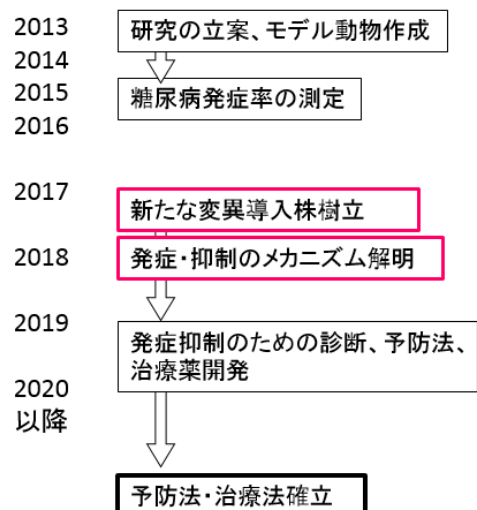 2013
研究の立案、モデル動物作成
2014
2015
糖尿病発症率の測定
2016
2017
新たな変異導入株樹立
2018
発症・抑制のメカニズム解明
2019
発症抑制のための診断、予防法、
治療薬開発
2020
以降
予防法・治療法確立